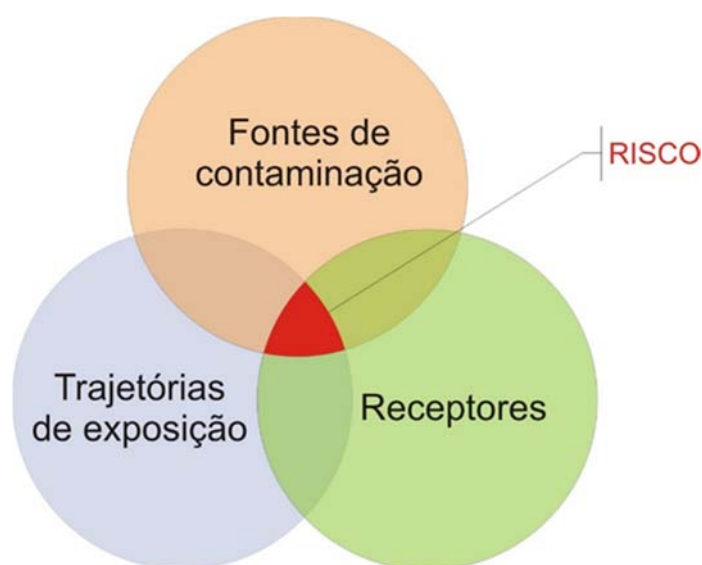 Fontes de
contaminação
RISCO
Trajetórias
de exposição
Receptores